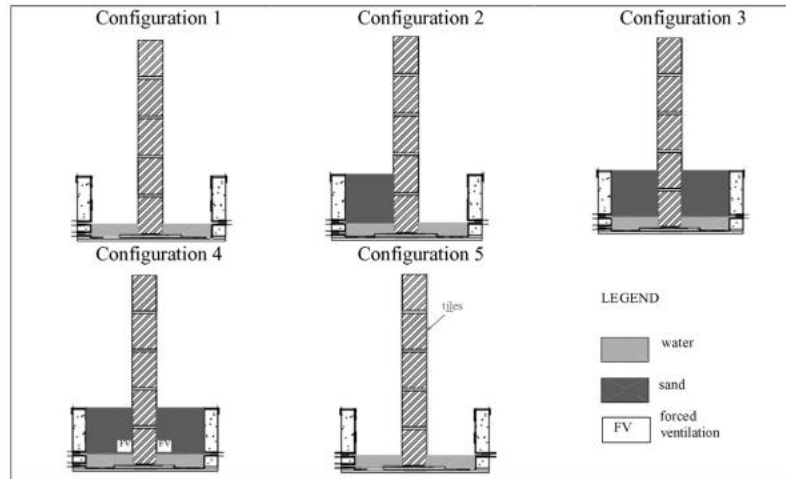 Configuration 1
Configuration 2
Configuration 3
Configuration 4
Configuration 5
tiles
FV
FV
LEGEND
water
sand
FV
forced
ventilation